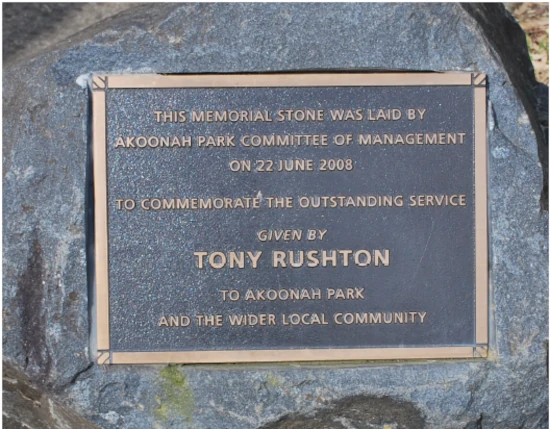 THIS MEMORIAL STONE WAS LAID BY
AKOONAH PARK COMMITTEE OF MANAGEMENT
ON 22 JUNE 2008
TO COMMEMORATE THE OUTSTANDING SERVICE
GIVEN BY
TONY RUSHTON
TO AKOONAH PARK
AND THE WIDER LOCAL COMMUNITY